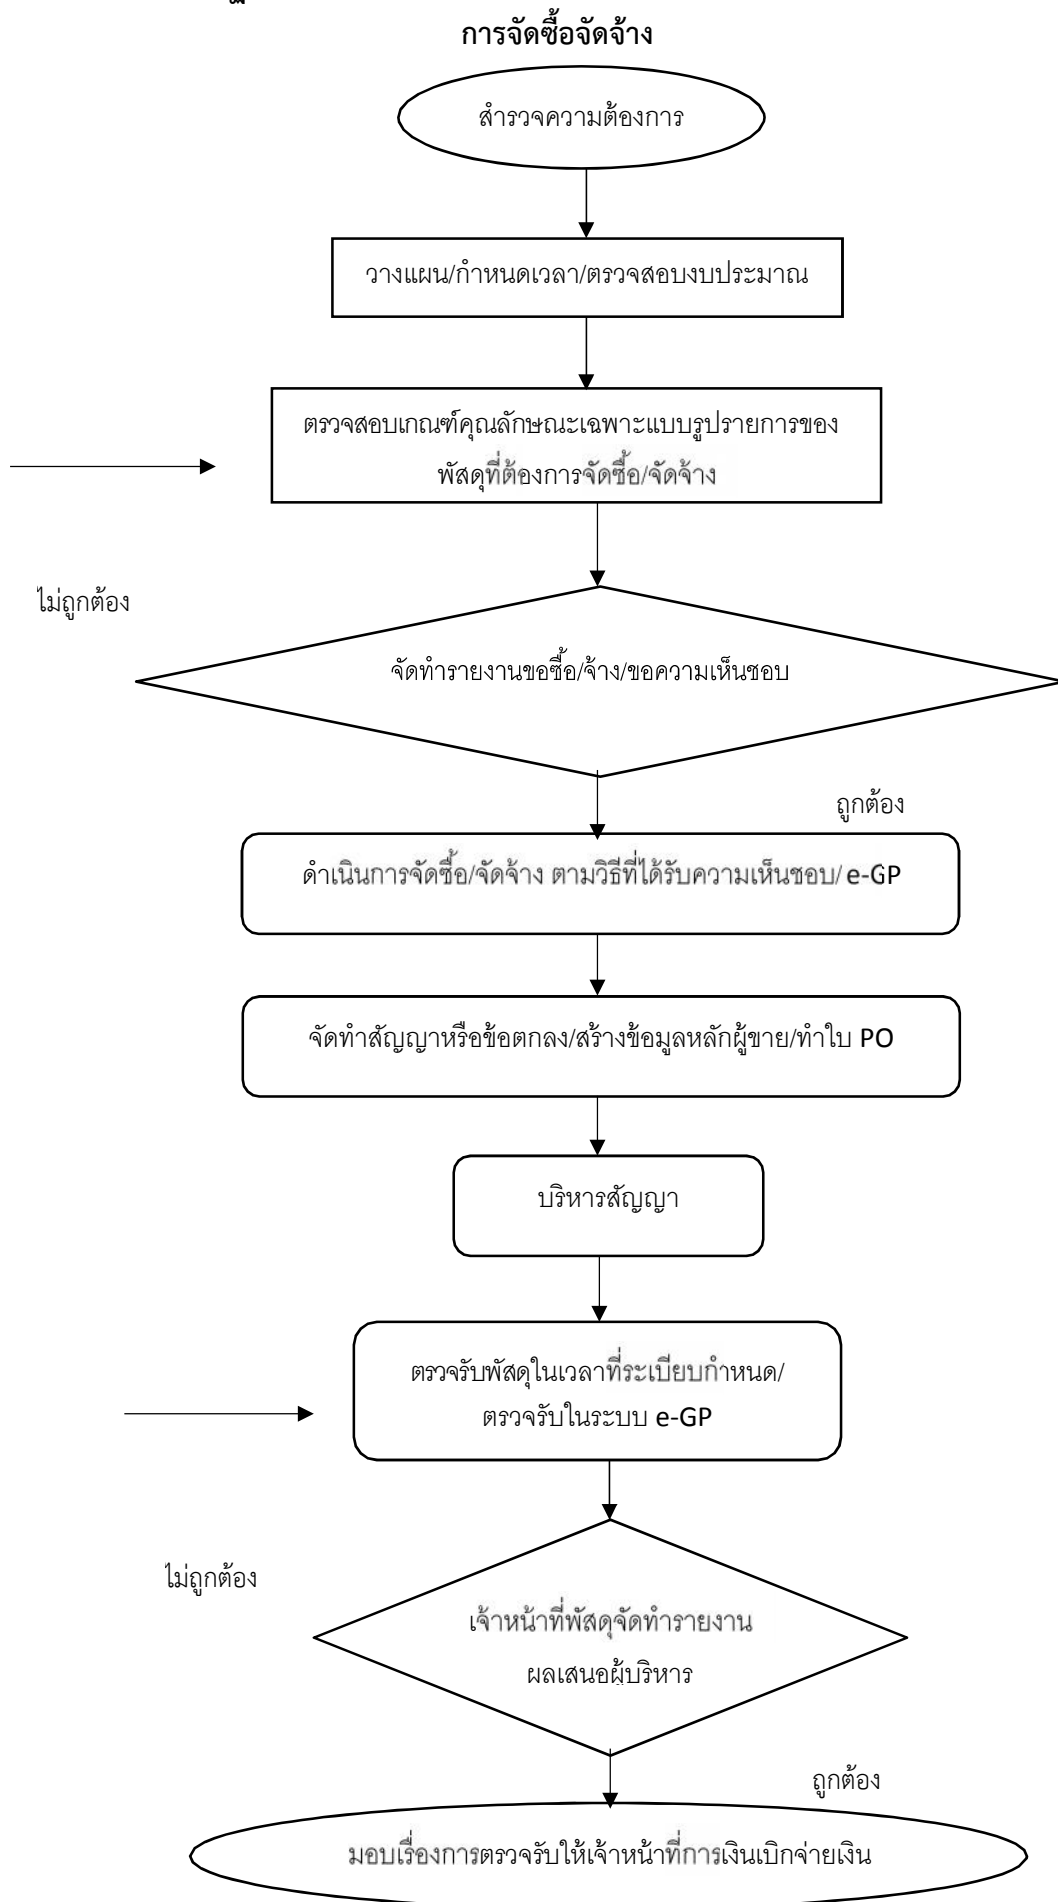 การจัดซื้อจัดจ้าง
สำรวจความต้องการ
วางแผน/กำหนดเวลา/ตรวจสอบงบประมาณ
ตรวจสอบเกณฑ์คุณลักษณะเฉพาะแบบรูปรายการของ
พัสดุที่ต้องการจัดซื้อ/จัดจ้าง
ไม่ถูกต้อง
จัดทำรายงานขอซื้อ/จ้าง/ขอความเห็นชอบ
ถูกต้อง
ดำเนินการจัดซื้อ/จัดจ้าง ตามวิธีที่ได้รับความเห็นชอบ/ e-GP
จัดทำสัญญาหรือข้อตกลง/สร้างข้อมูลหลักผู้ขาย/ทำใบ PO
บริหารสัญญา
ตรวจรับพัสดุในเวลาที่ระเบียบกำหนด/
ตรวจรับในระบบ e-GP
ไม่ถูกต้อง
เจ้าหน้าที่พัสดุจัดทำรายงาน
ผลเสนอผู้บริหาร
ถูกต้อง
มอบเรื่องการตรวจรับให้เจ้าหน้าที่การเงินเบิกจ่ายเงิน